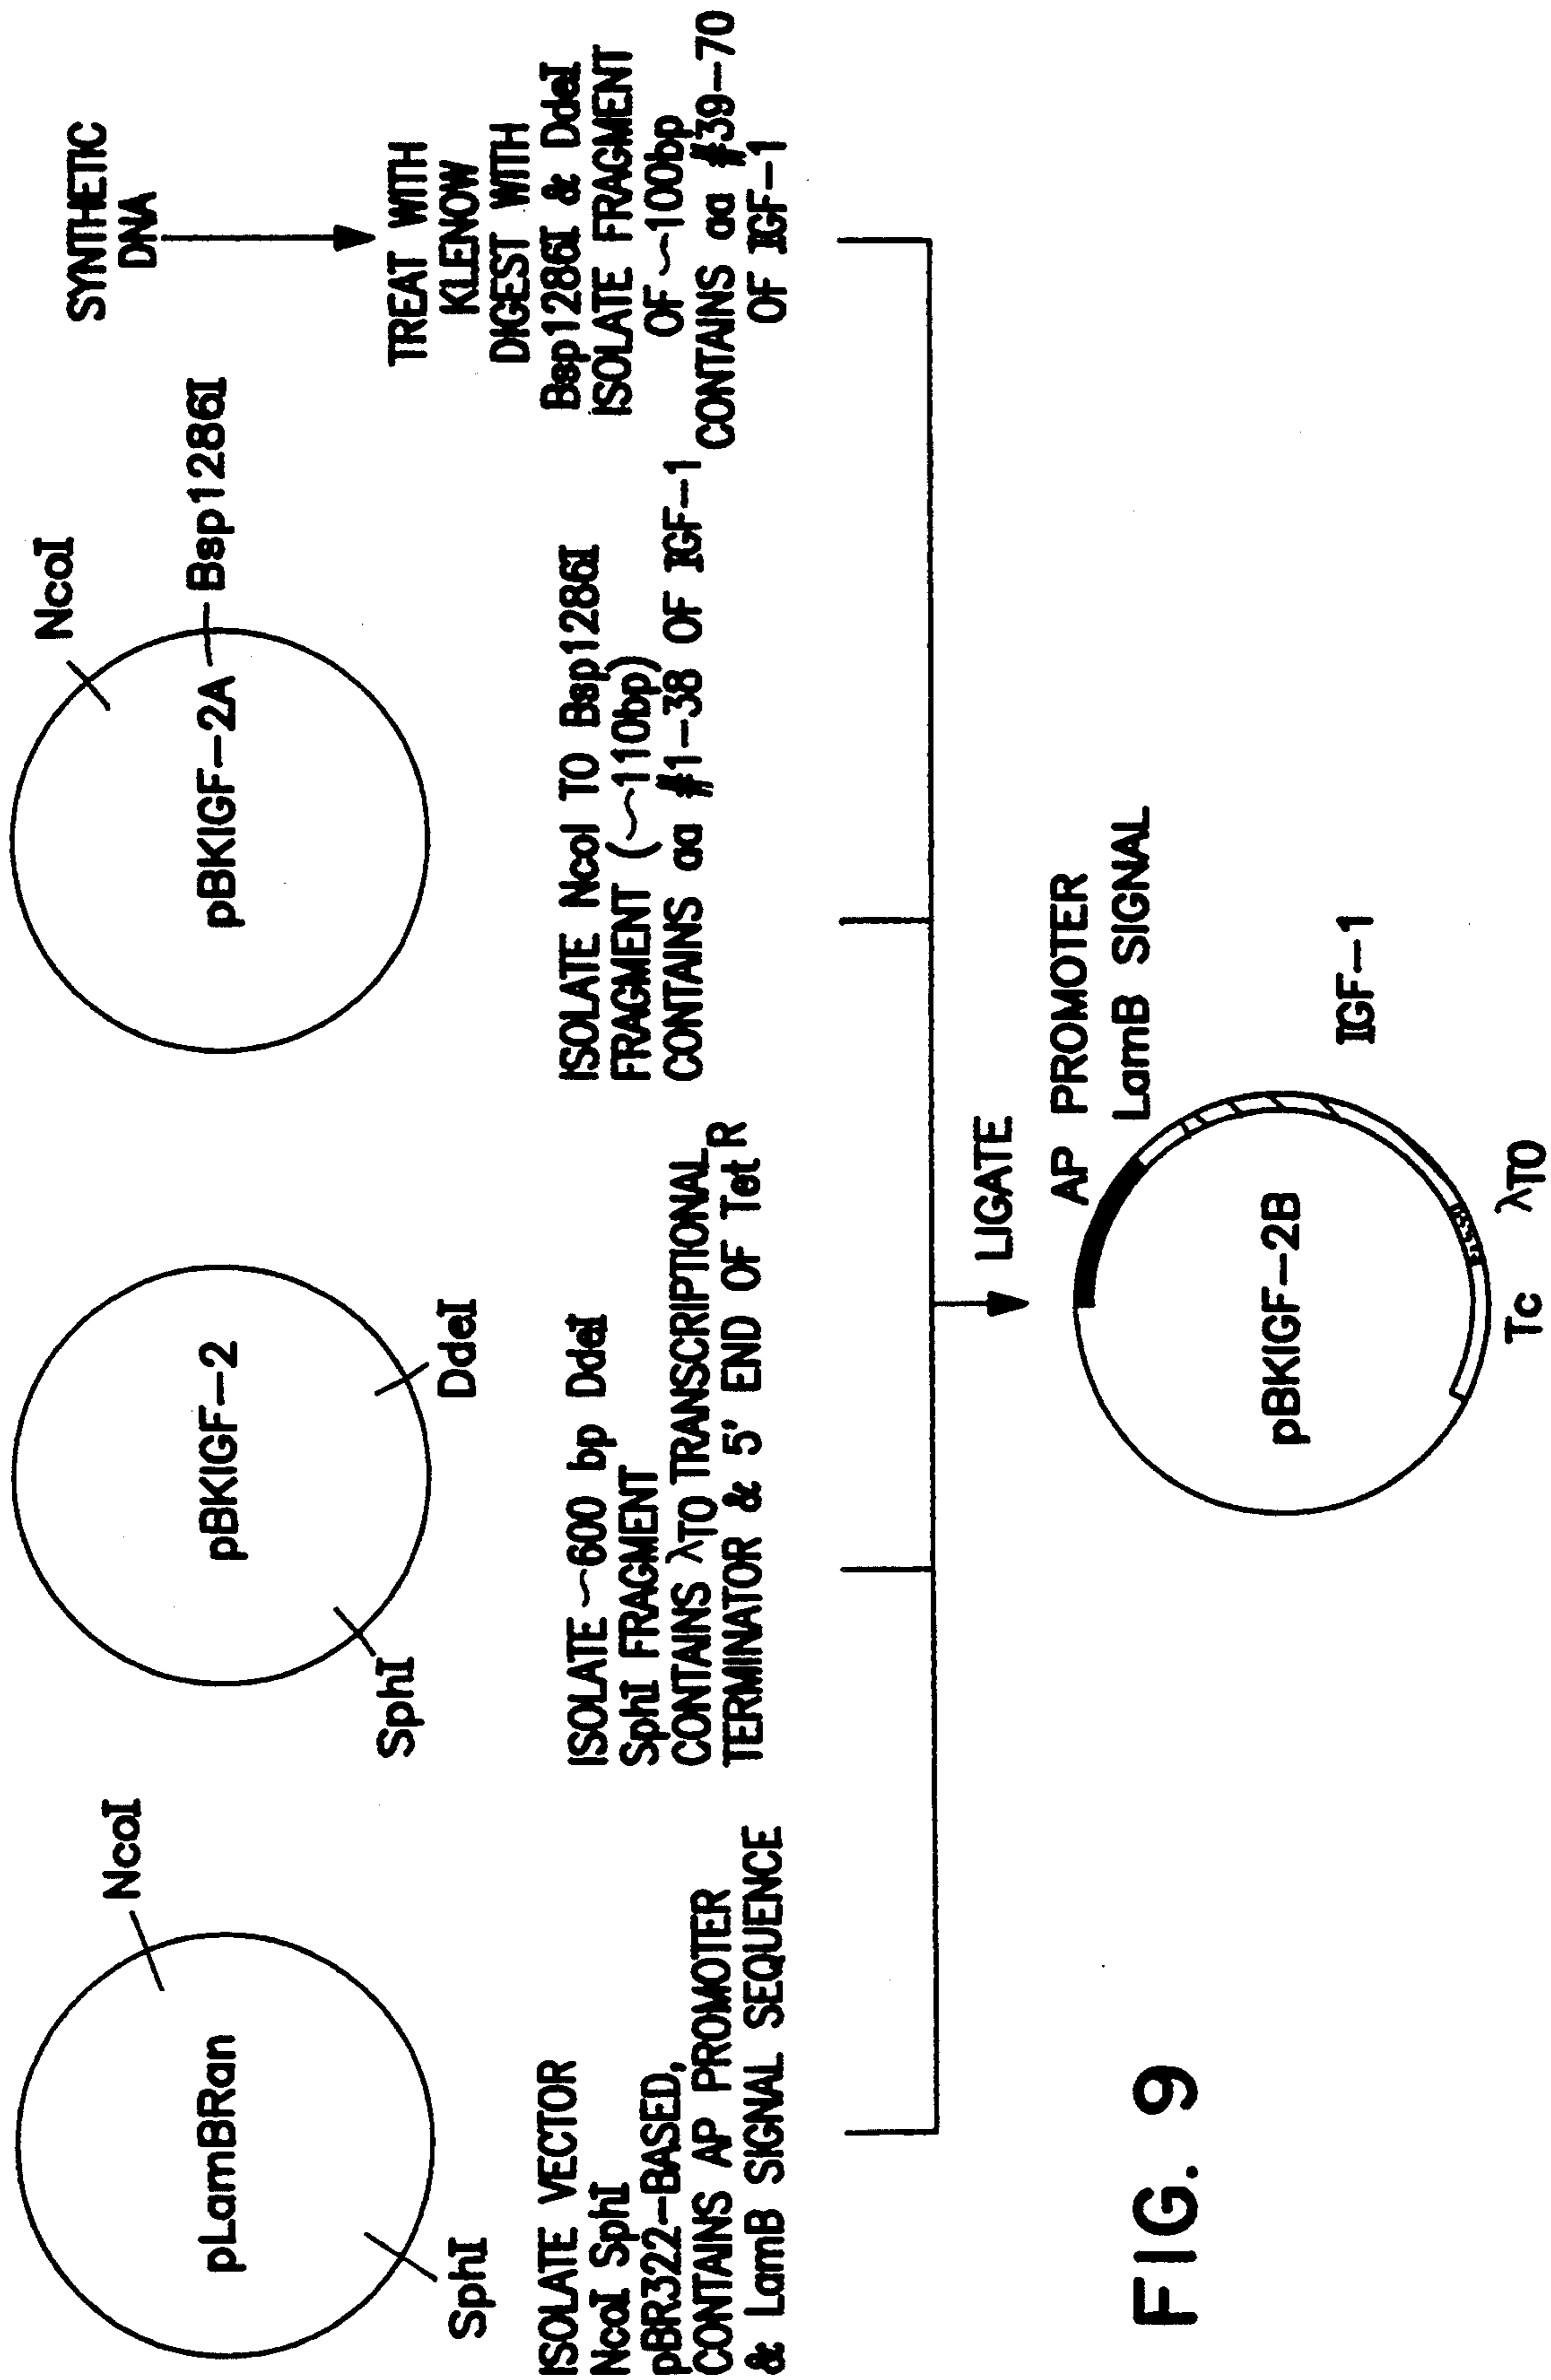 pLamBRan
NcoI
SphI
ISOLATE VECTOR
NcoI SphI
pBR322-BASED,
CONTAINS AP PROMOTER
& LamB SIGNAL SEQUENCE
pBKIGF-2
SphI
DdeI
ISOLATE ~600 bp DdeI
SphI FRAGMENT
CONTAINS λTO TRANSCRIPTIONAL
TERMINATOR & 5' END OF Tet R
NcoI
pBKIGF-2A
Bsp1286I
ISOLATE NcoI TO Bsp1286I
FRAGMENT (~110bp)
CONTAINS aa #1-38 OF IGF-1
SYNTHETIC
DNA
TREAT WITH
KLENOW
DIGEST WITH
Bsp1286I & DdeI
ISOLATE FRAGMENT
OF ~100bp
CONTAINS aa #39-70
OF IGF-1
LIGATE
AP PROMOTER
LamB SIGNAL
pBKIGF-2B
IGF-1
Tc
λTO
FIG. 9